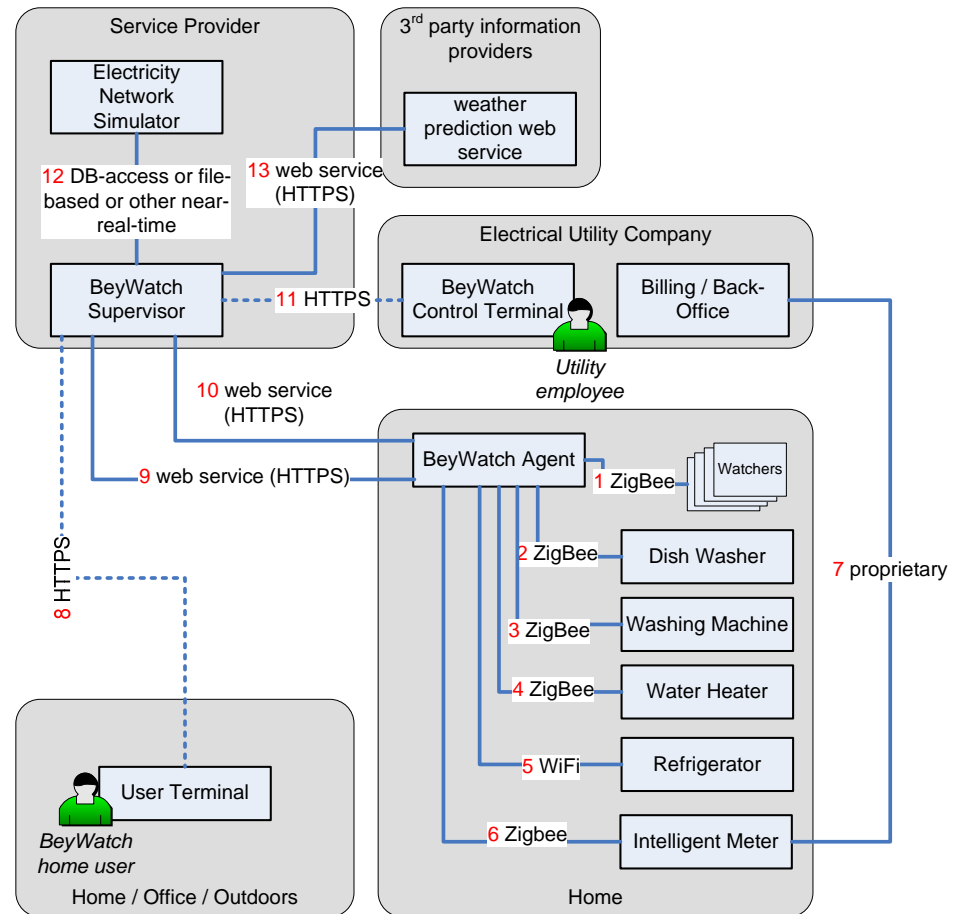 Service Provider
Electricity
Network
Simulator
12 DB-access or file-
based or other near-
real-time
BeyWatch
Supervisor
3rd party information
providers
weather
prediction web
service
13 web service
(HTTPS)
Electrical Utility Company
11 HTTPS
BeyWatch
Control Terminal
Billing / Back-
Office
Utility
employee
10 web service
(HTTPS)
9 web service (HTTPS)
8 HTTPS
BeyWatch Agent
1 ZigBee
Watchers
2 ZigBee
Dish Washer
7 proprietary
3 ZigBee
Washing Machine
4 ZigBee
Water Heater
5 WiFi
Refrigerator
6 Zigbee
Intelligent Meter
Home
User Terminal
BeyWatch
home user
Home / Office / Outdoors